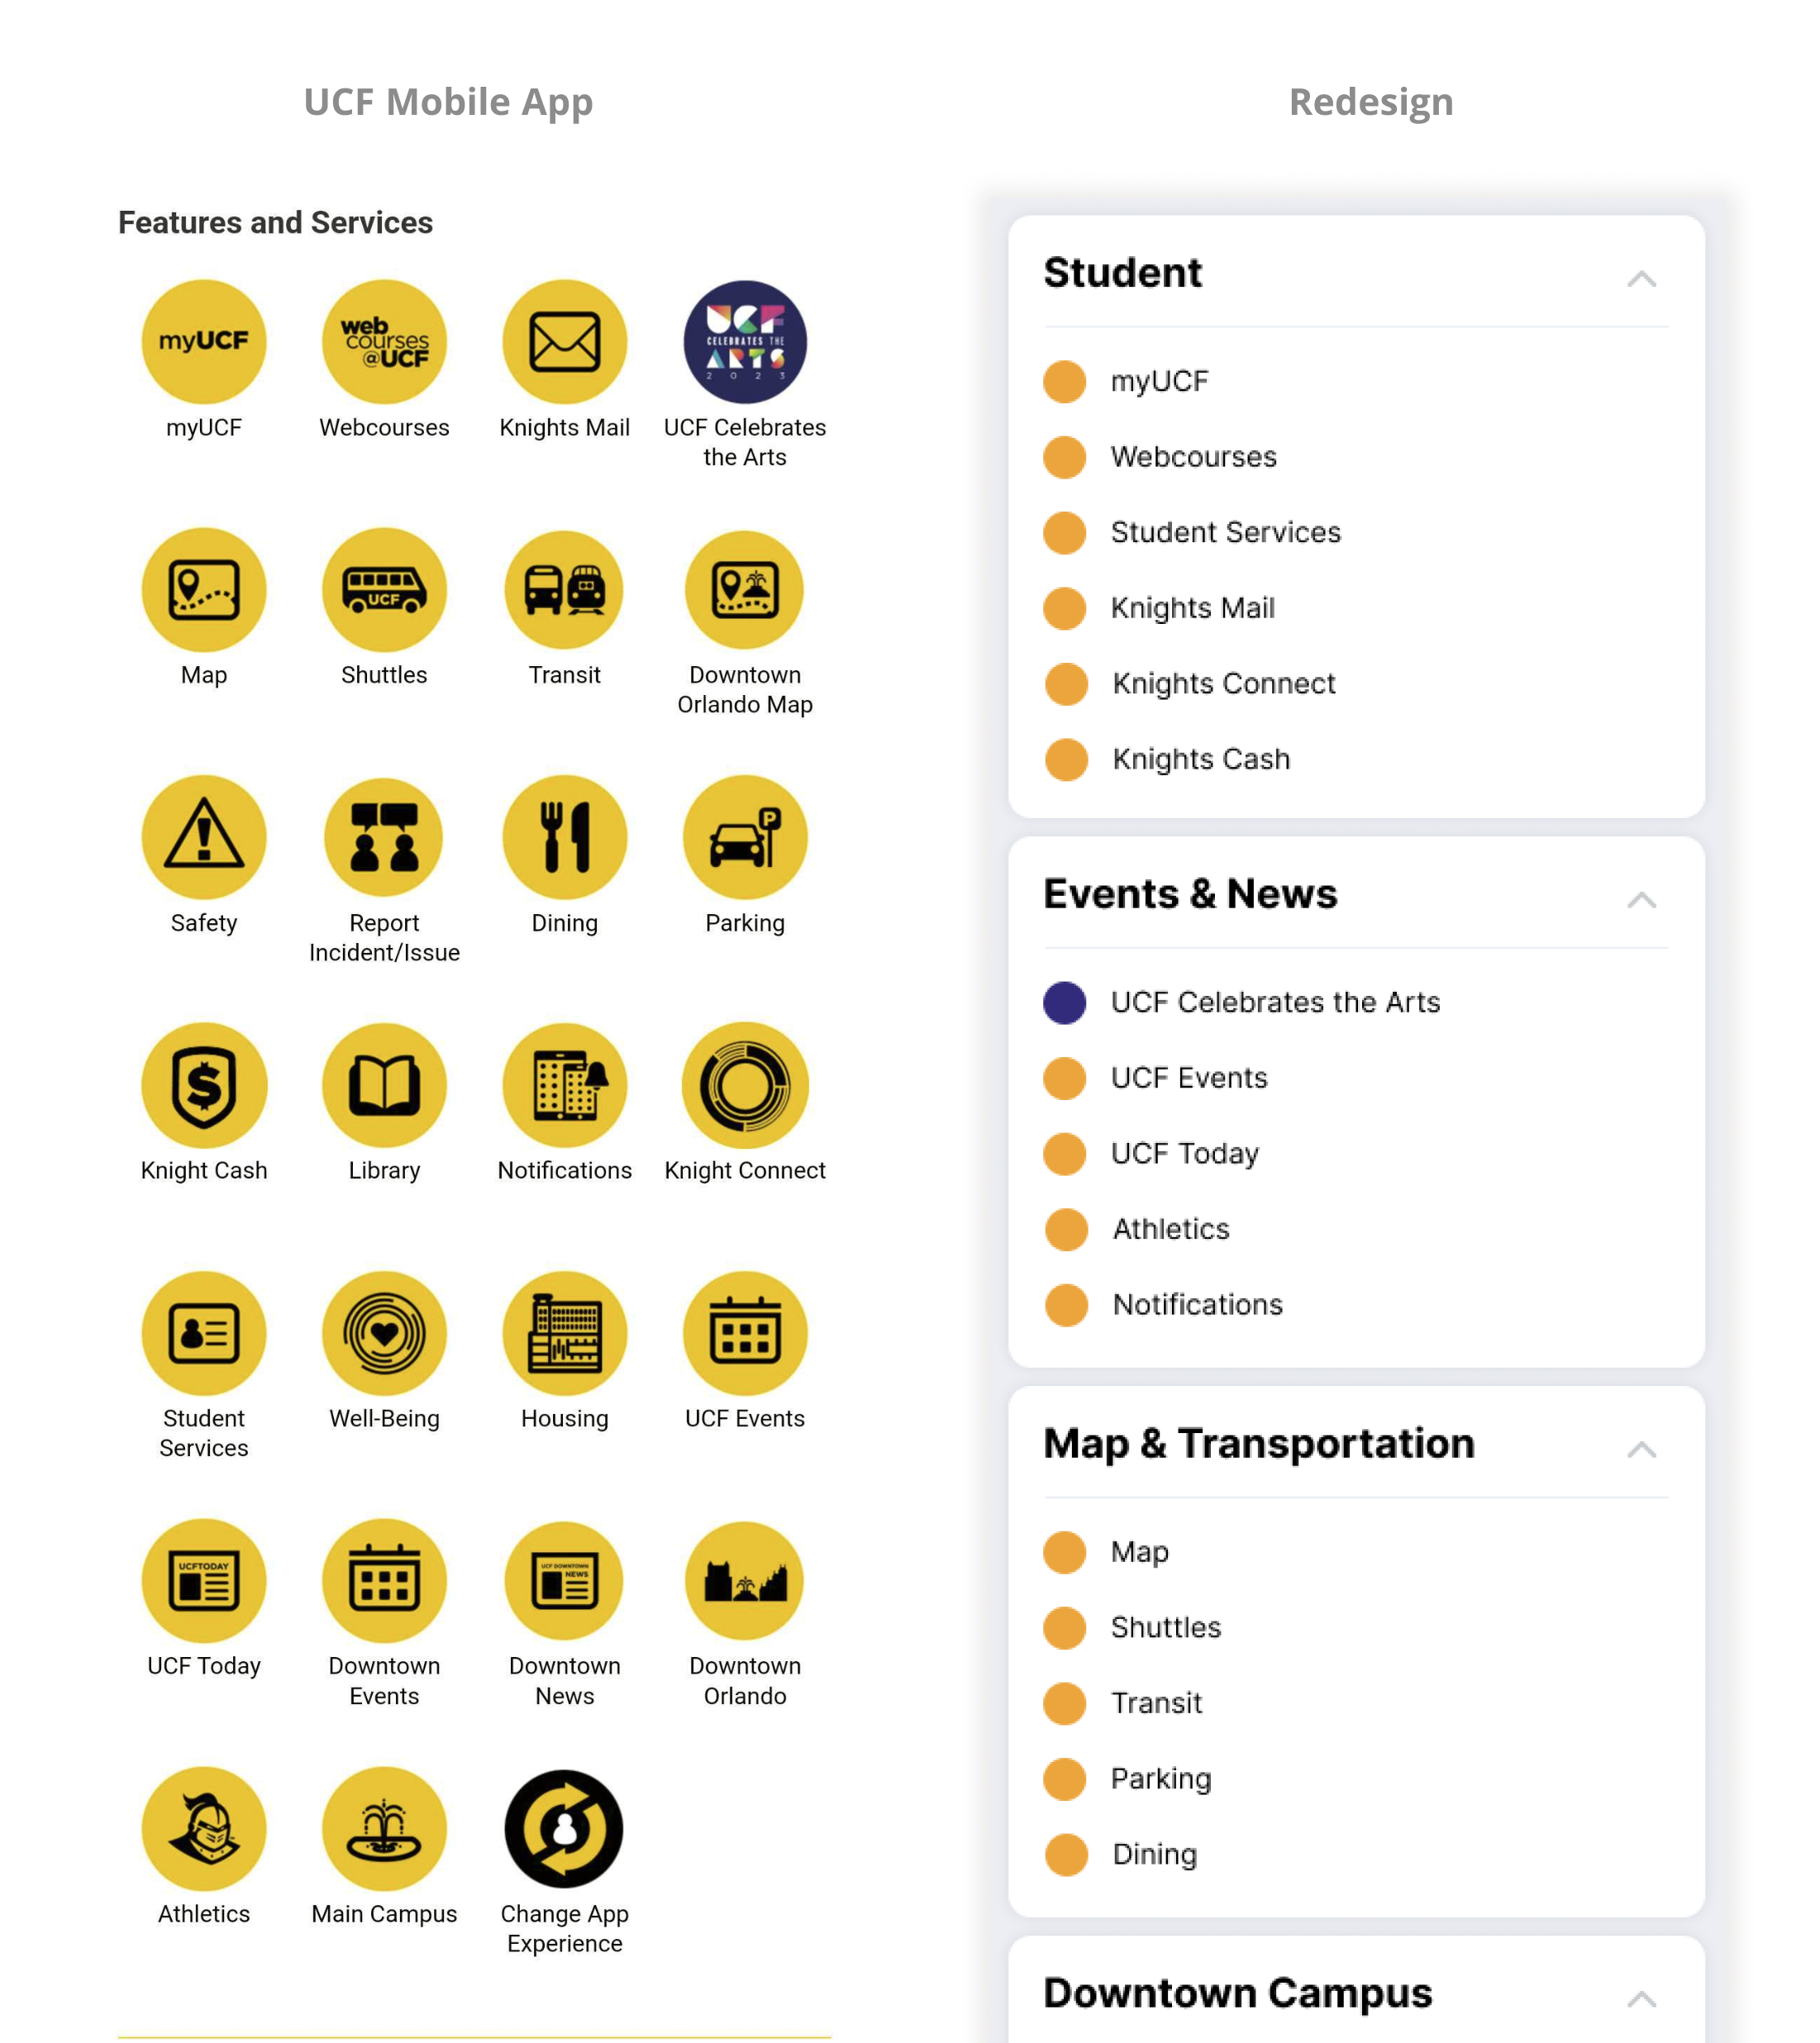 UCF Mobile App
Features and Services
myUCF
web
courses
@UCF
UCF
CELEBRATES THE
ARTS
2 0 2 3
myUCF
Webcourses
Knights Mail
UCF Celebrates
the Arts
UCF
Map
Shuttles
Transit
Downtown
Orlando Map
P
Safety
Report
Incident/Issue
Dining
Parking
$
Knight Cash
Library
Notifications
Knight Connect
Student
Services
Well-Being
Housing
UCF Events
UCFTODAY
UCF DOWNTOWN
NEWS
UCF Today
Downtown
Events
Downtown
News
Downtown
Orlando
Athletics
Main Campus
Change App
Experience
Redesign
Student
myUCF
Webcourses
Student Services
Knights Mail
Knights Connect
Knights Cash
Events & News
UCF Celebrates the Arts
UCF Events
UCF Today
Athletics
Notifications
Map & Transportation
Map
Shuttles
Transit
Parking
Dining
Downtown Campus